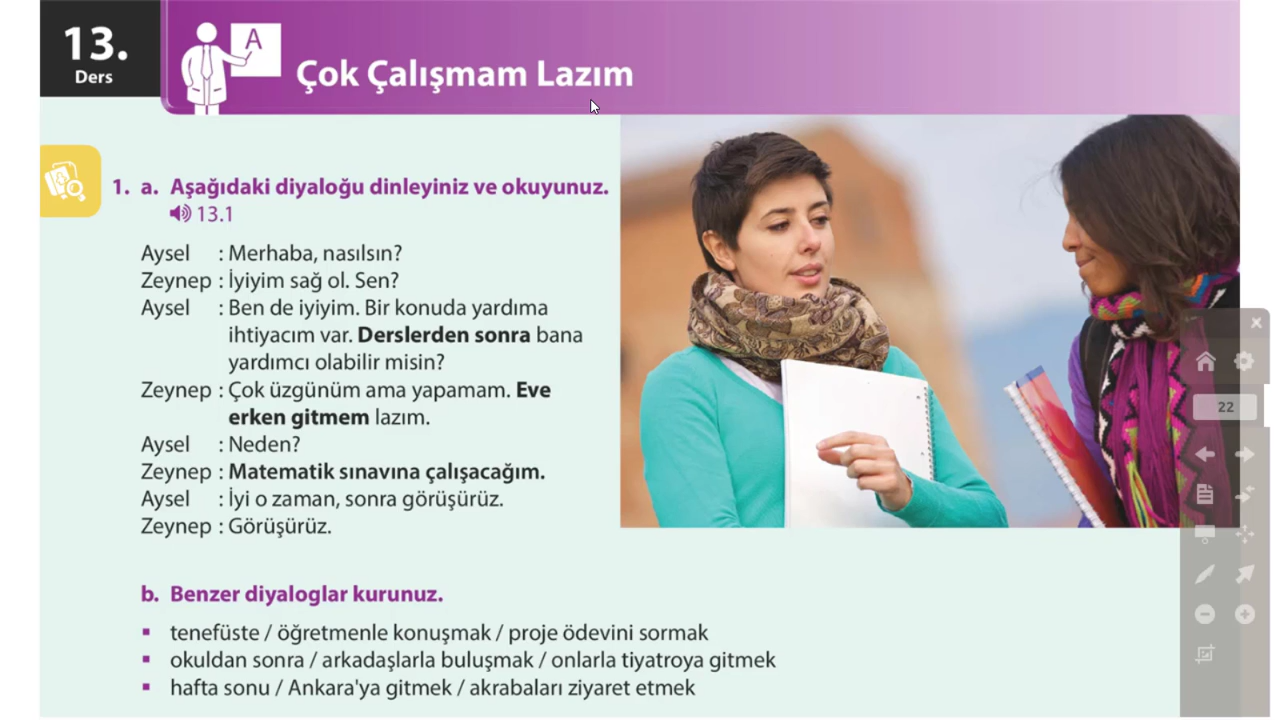 13.
Ders
A
Çok Çalışmam Lazım
1. a. Aşağıdaki diyaloğu dinleyiniz ve okuyunuz.
13.1
Aysel : Merhaba, nasılsın?
Zeynep : İyiyim sağ ol. Sen?
Aysel : Ben de iyiyim. Bir konuda yardıma
ihtiyacım var. Derslerden sonra bana
yardımcı olabilir misin?
Zeynep : Çok üzgünüm ama yapamam. Eve
erken gitmem lazım.
Aysel : Neden?
Zeynep : Matematik sınavına çalışacağım.
Aysel : İyi o zaman, sonra görüşürüz.
Zeynep : Görüşürüz.
22
b. Benzer diyaloglar kurunuz.
▪ tenefüste / öğretmenle konuşmak / proje ödevini sormak
▪ okuldan sonra / arkadaşlarla buluşmak / onlarla tiyatroya gitmek
▪ hafta sonu / Ankara'ya gitmek / akrabaları ziyaret etmek